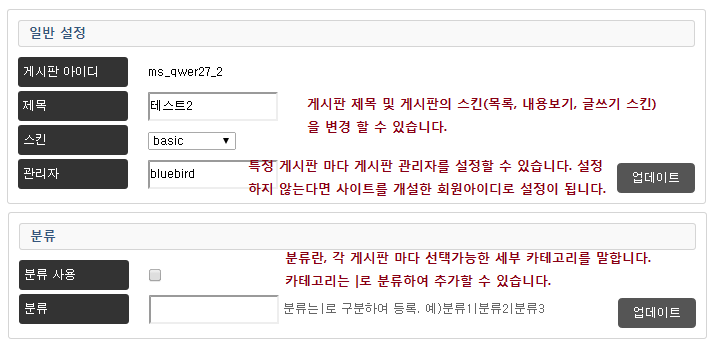 일반 설정
게시판 아이디 ms_qwer27_2
제목 테스트2 게시판 제목 및 게시판의 스킨(목록, 내용보기, 글쓰기 스킨)
을 변경 할 수 있습니다.
스킨 basic
특정 게시판 마다 게시판 관리자를 설정할 수 있습니다. 설정
관리자 bluebird 업데이트
하지 않는다면 사이트를 개설한 회원아이디로 설정이 됩니다.
분류
분류란, 각 게시판 마다 선택가능한 세부 카테고리를 말합니다.
분류 사용
카테고리는 |로 분류하여 추가할 수 있습니다.
분류 분류는|로 구분하여 등록. 예)분류1|분류2|분류3 업데이트